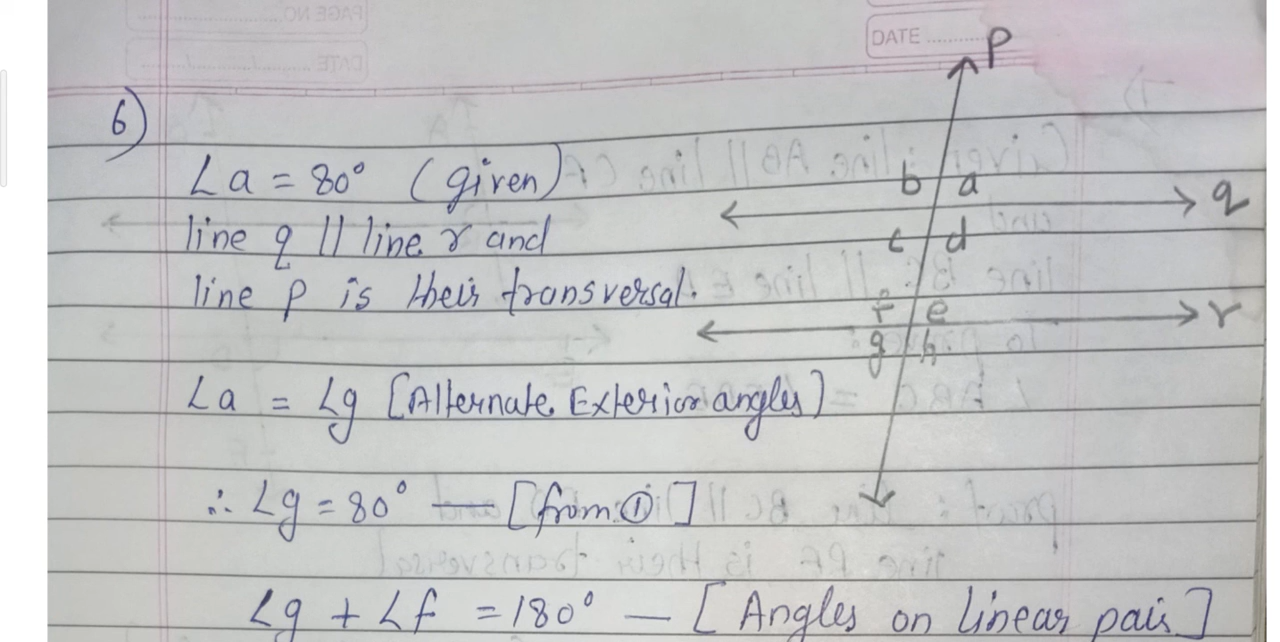 DATE
P
6)
∠a = 80° (given)
b a
line q || line r and
q
c d
line p is their transversal.
f e
r
g h
∠a = ∠g [Alternate Exterior angles]
∴ ∠g = 80° — [from ①]
∠g + ∠f = 180° — [Angles on linear pair]